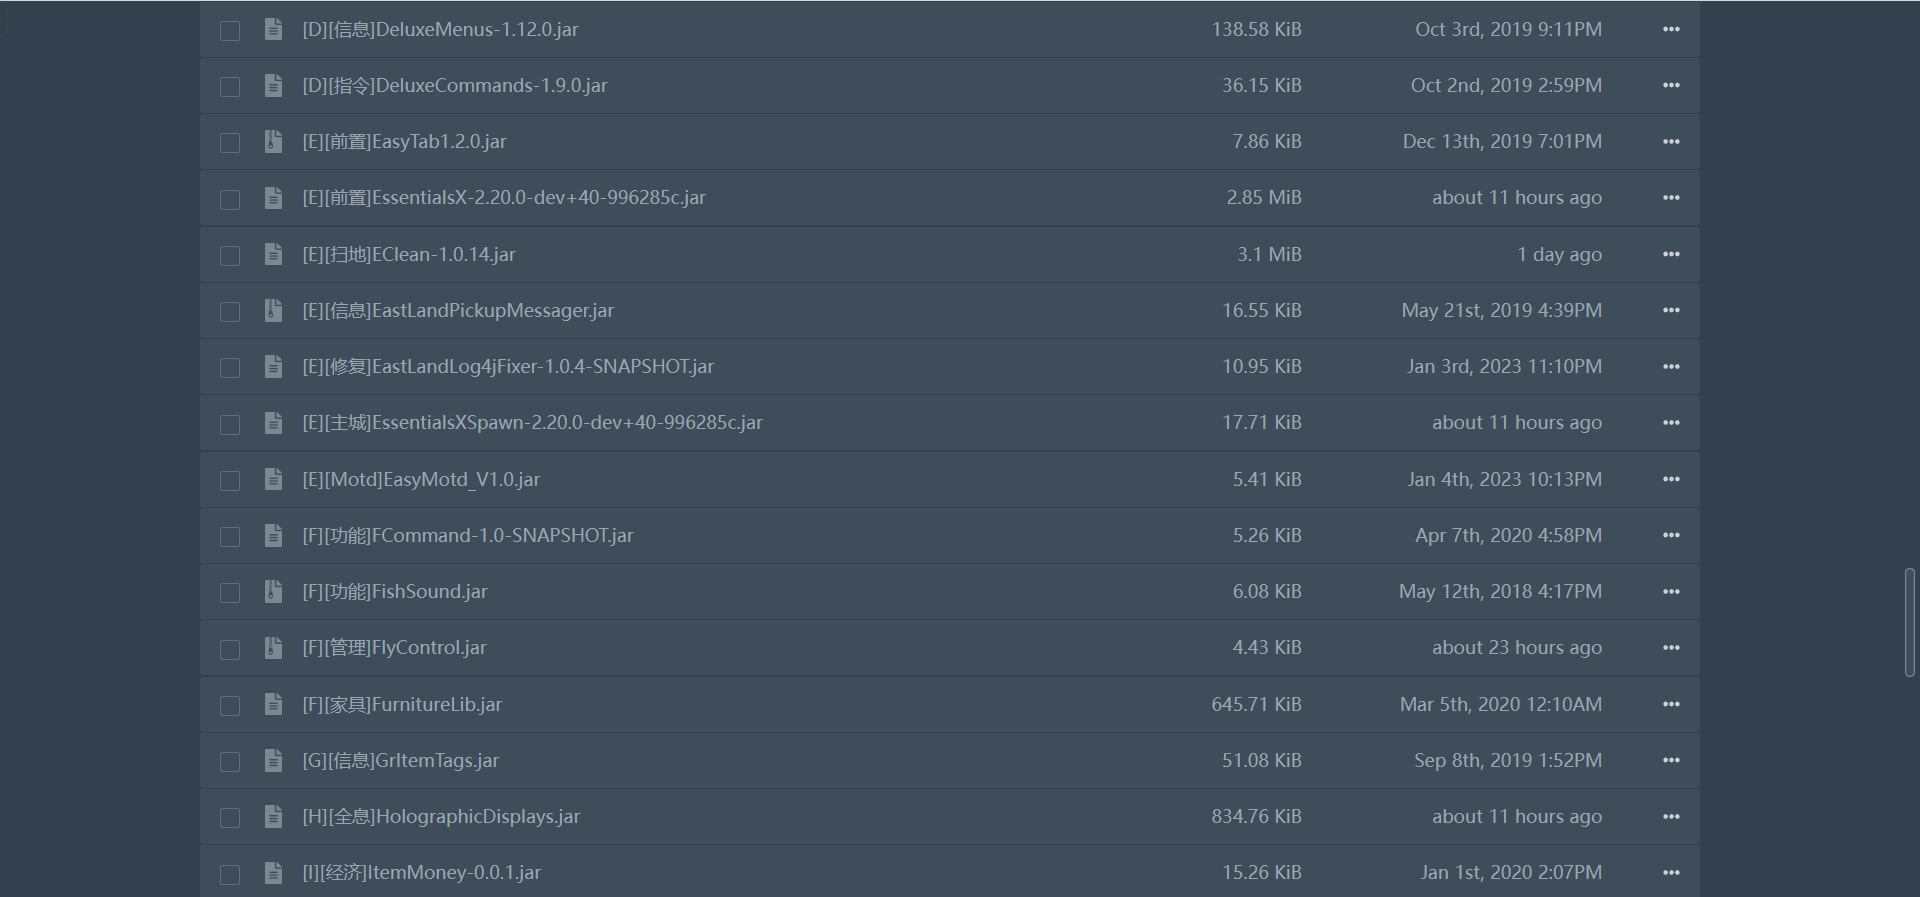 [D][信息]DeluxeMenus-1.12.0.jar 138.58 KiB Oct 3rd, 2019 9:11PM •••
[D][指令]DeluxeCommands-1.9.0.jar 36.15 KiB Oct 2nd, 2019 2:59PM •••
[E][前置]EasyTab1.2.0.jar 7.86 KiB Dec 13th, 2019 7:01PM •••
[E][前置]EssentialsX-2.20.0-dev+40-996285c.jar 2.85 MiB about 11 hours ago •••
[E][扫地]EClean-1.0.14.jar 3.1 MiB 1 day ago •••
[E][信息]EastLandPickupMessager.jar 16.55 KiB May 21st, 2019 4:39PM •••
[E][修复]EastLandLog4jFixer-1.0.4-SNAPSHOT.jar 10.95 KiB Jan 3rd, 2023 11:10PM •••
[E][主城]EssentialsXSpawn-2.20.0-dev+40-996285c.jar 17.71 KiB about 11 hours ago •••
[E][Motd]EasyMotd_V1.0.jar 5.41 KiB Jan 4th, 2023 10:13PM •••
[F][功能]FCommand-1.0-SNAPSHOT.jar 5.26 KiB Apr 7th, 2020 4:58PM •••
[F][功能]FishSound.jar 6.08 KiB May 12th, 2018 4:17PM •••
[F][管理]FlyControl.jar 4.43 KiB about 23 hours ago •••
[F][家具]FurnitureLib.jar 645.71 KiB Mar 5th, 2020 12:10AM •••
[G][信息]GrItemTags.jar 51.08 KiB Sep 8th, 2019 1:52PM •••
[H][全息]HolographicDisplays.jar 834.76 KiB about 11 hours ago •••
[I][经济]ItemMoney-0.0.1.jar 15.26 KiB Jan 1st, 2020 2:07PM •••